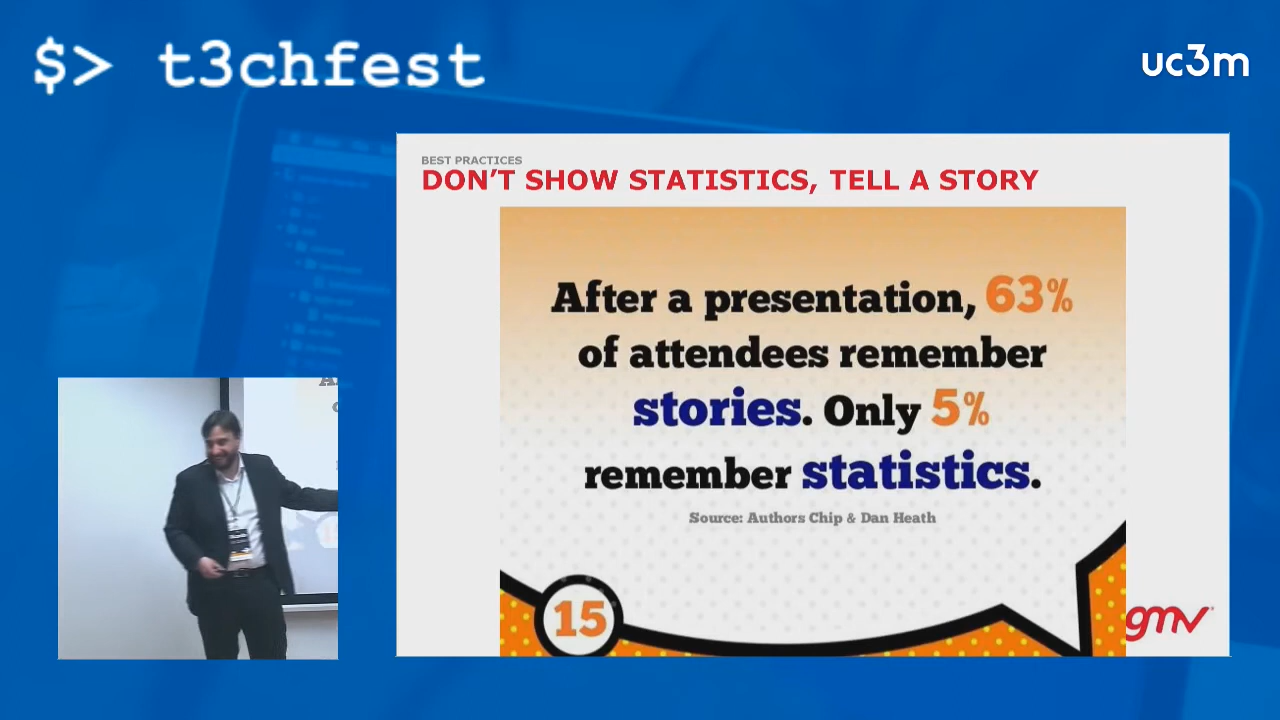 $> t3chfest
uc3m
BEST PRACTICES
DON'T SHOW STATISTICS, TELL A STORY
After a presentation, 63%
of attendees remember
stories. Only 5%
remember statistics.
Source: Authors Chip & Dan Heath
15
gmv